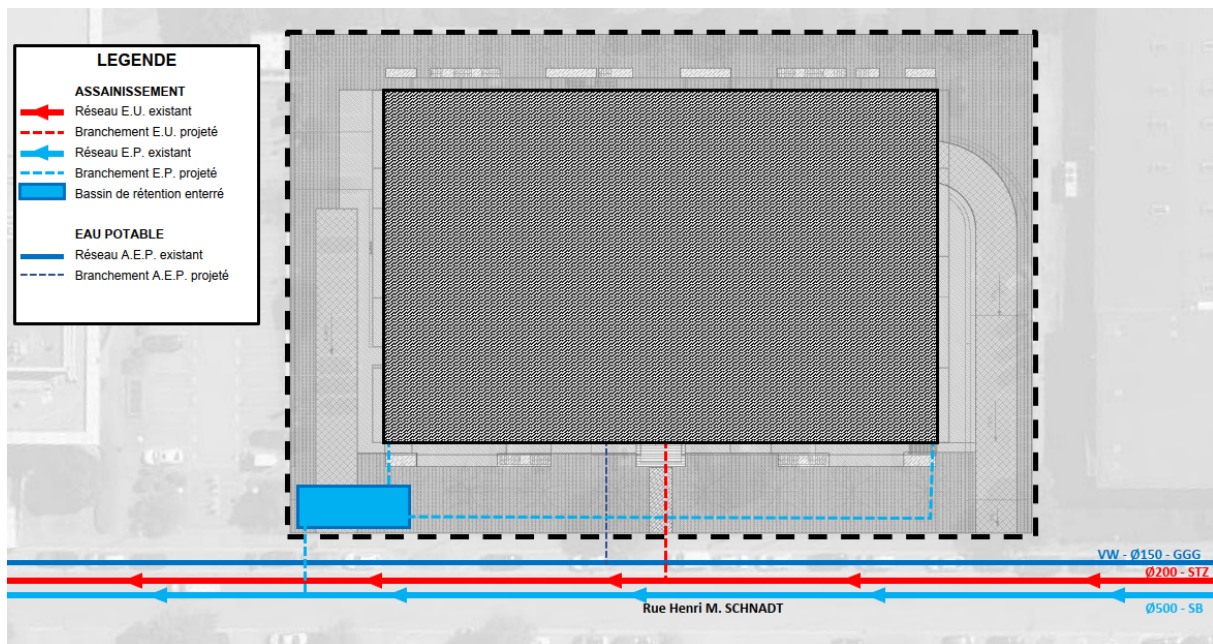 LEGENDE
ASSAINISSEMENT
Réseau E.U. existant
Branchement E.U. projeté
Réseau E.P. existant
Branchement E.P. projeté
Bassin de rétention enterré
EAU POTABLE
Réseau A.E.P. existant
Branchement A.E.P. projeté
VW - Ø150 - GGG
Ø200 - STZ
Rue Henri M. SCHNADT
Ø500 - SB